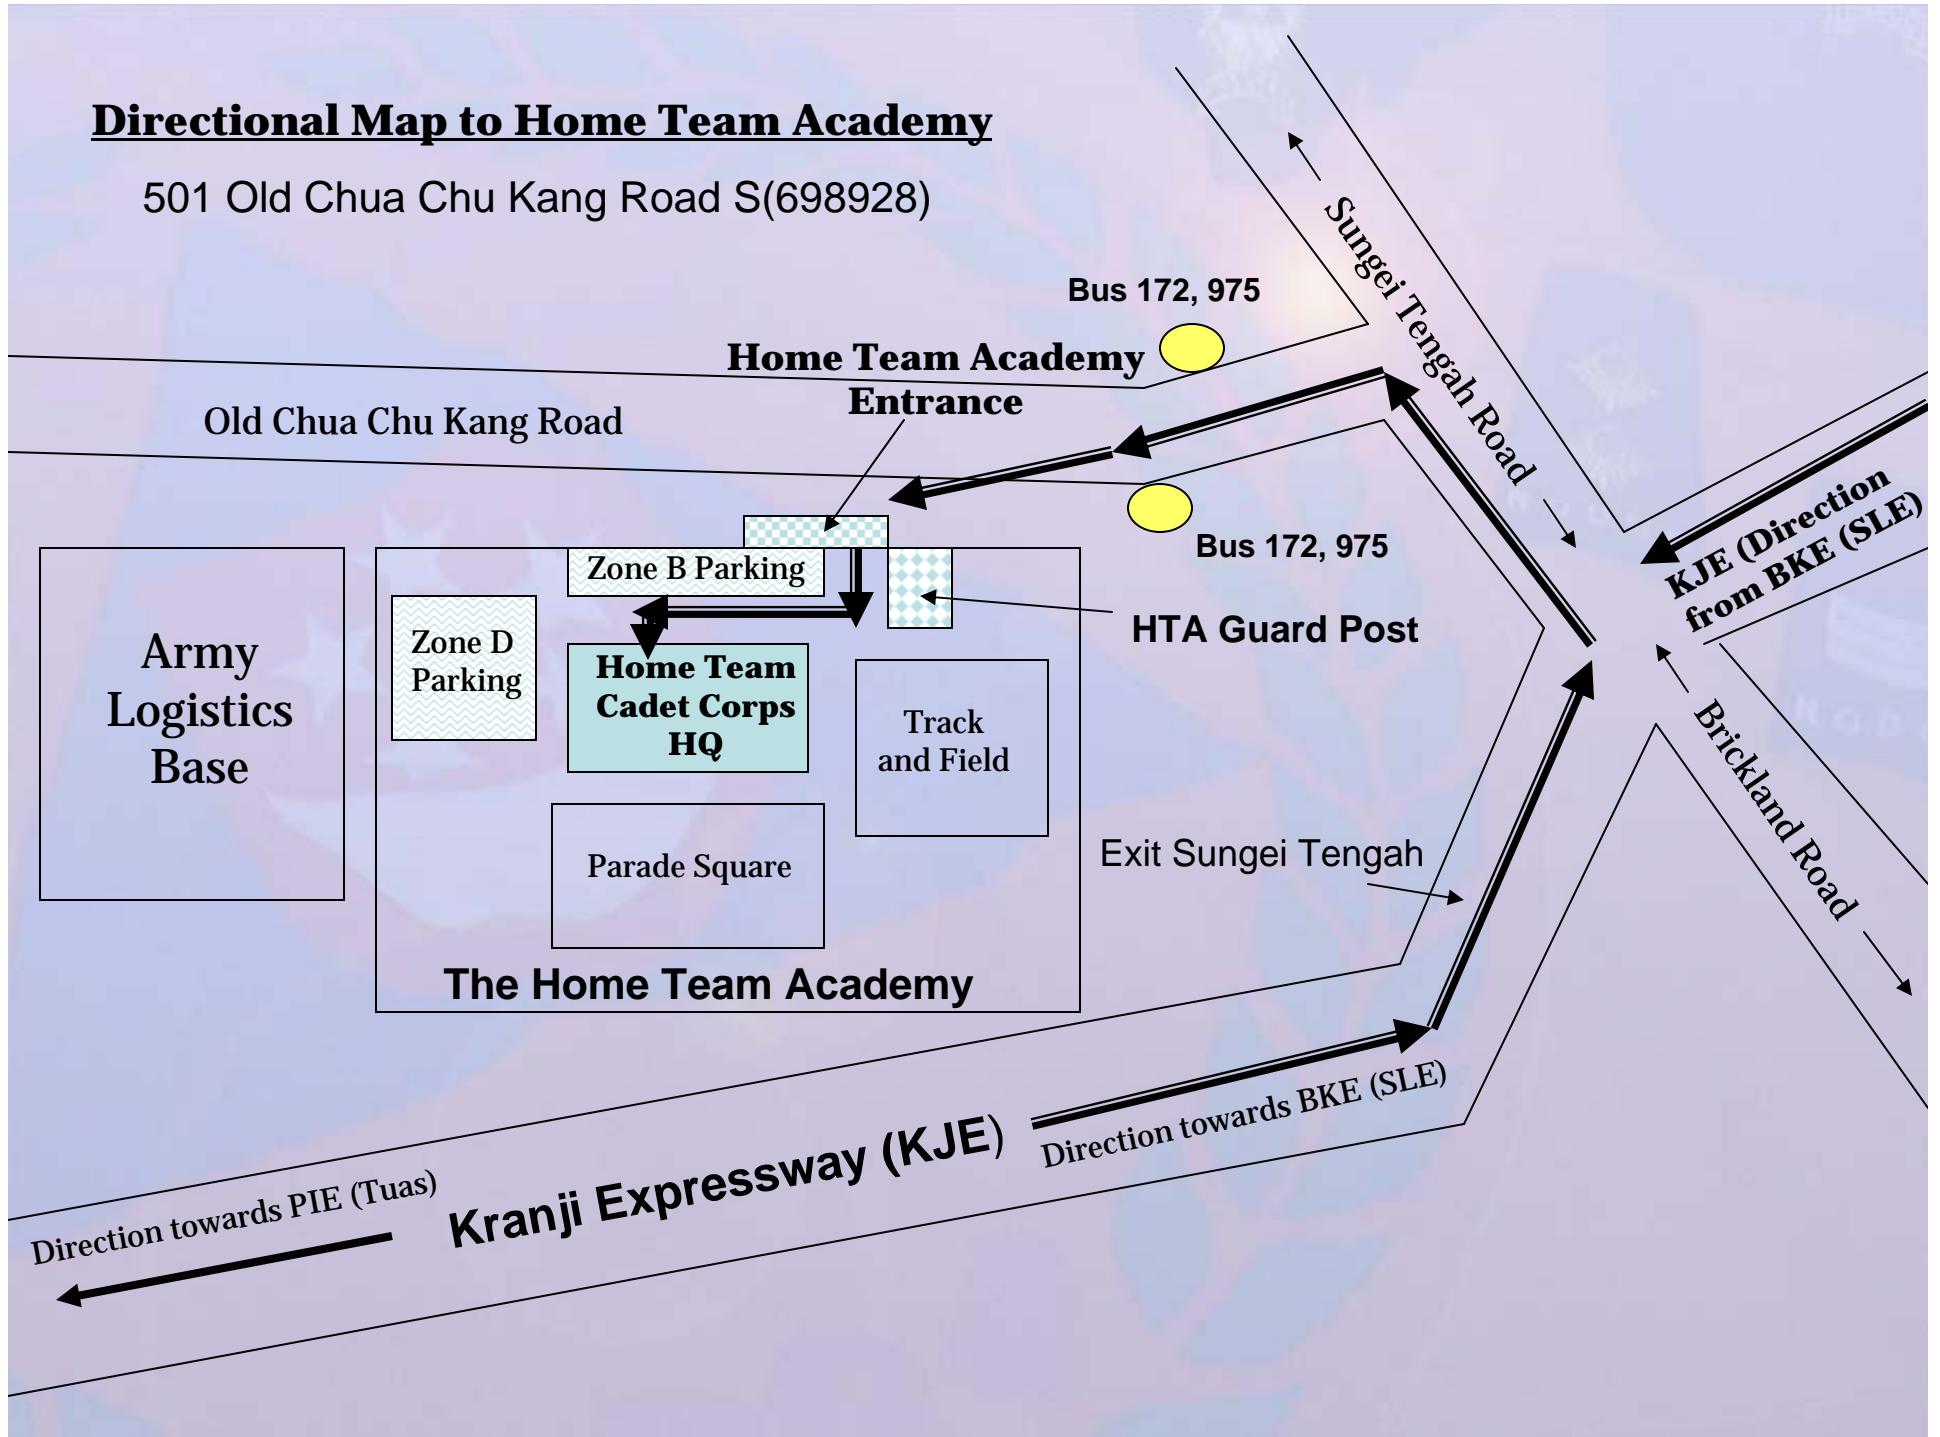 Directional Map to Home Team Academy
501 Old Chua Chu Kang Road S(698928)
Sungei Tengah Road
Bus 172, 975
Home Team Academy
Entrance
Old Chua Chu Kang Road
KJE (Direction
from BKE (SLE)
Bus 172, 975
Zone B Parking
HTA Guard Post
Army
Logistics
Base
Zone D
Parking
Home Team
Cadet Corps
HQ
Track
and Field
Brickland Road
Exit Sungei Tengah
Parade Square
The Home Team Academy
Direction towards BKE (SLE)
Kranji Expressway (KJE)
Direction towards PIE (Tuas)